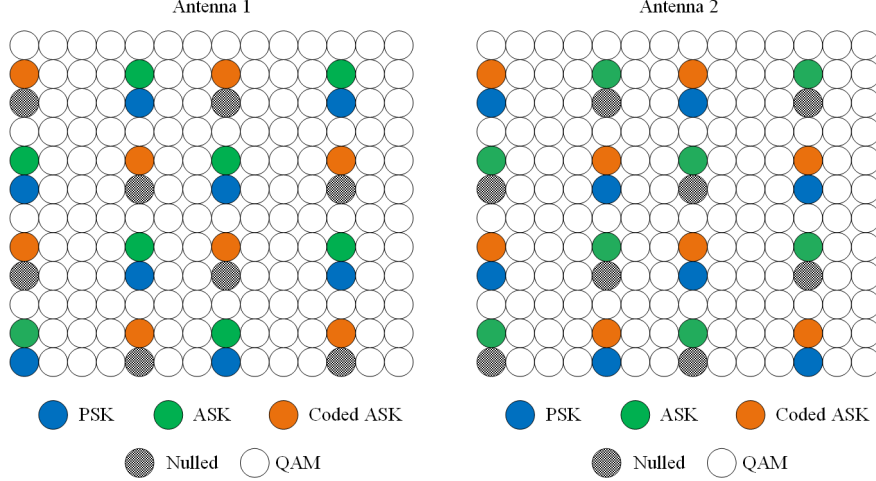 Antenna 1
Antenna 2
PSK
ASK
Coded ASK
PSK
ASK
Coded ASK
Nulled
QAM
Nulled
QAM